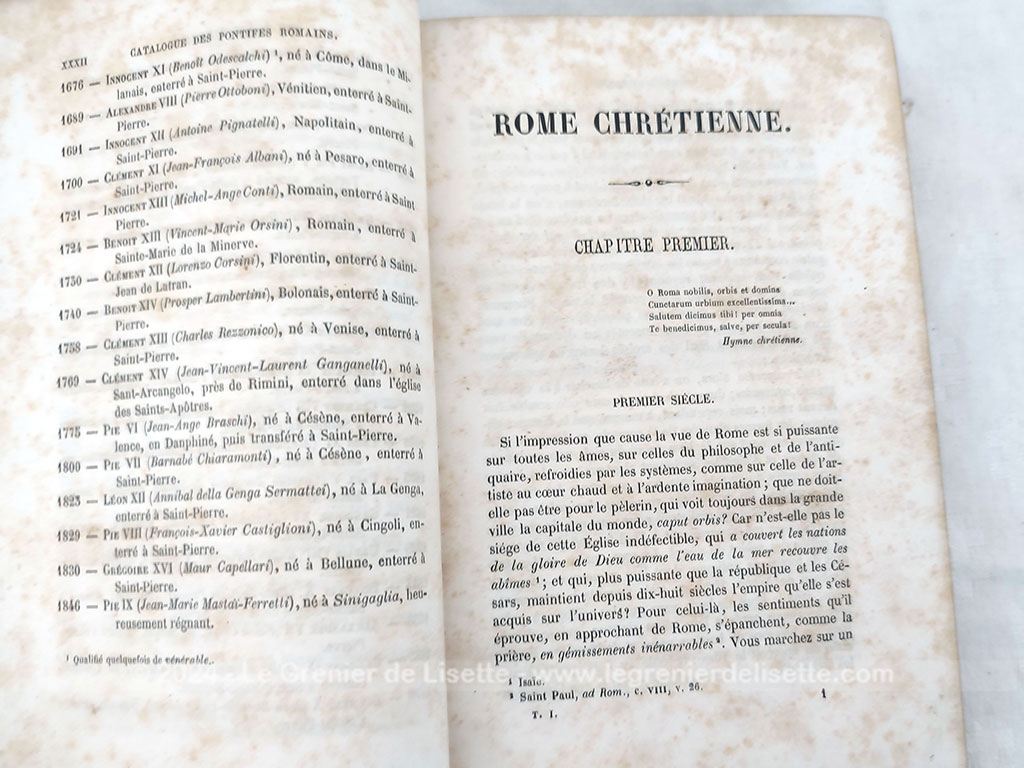 XXXII CATALOGUE DES PONTIFES ROMAINS.
1676 — INNOCENT XI (Benoît Odescalchi) ¹, né à Côme, dans le Mi-
lanais, enterré à Saint-Pierre.
1689 — ALEXANDRE VIII (Pierre Ottoboni), Vénitien, enterré à Saint-
Pierre.
1691 — INNOCENT XII (Antoine Pignatelli), Napolitain, enterré à
Saint-Pierre.
1700 — CLÉMENT XI (Jean-François Albani), né à Pesaro, enterré à
Saint-Pierre.
1721 — INNOCENT XIII (Michel-Ange Conti), Romain, enterré à Saint
Pierre.
1724 — BENOIT XIII (Vincent-Marie Orsini), Romain, enterré à
Sainte-Marie de la Minerve.
1730 — CLÉMENT XII (Lorenzo Corsini), Florentin, enterré à Saint-
Jean de Latran.
1740 — BENOIT XIV (Prosper Lambertini), Bolonais, enterré à Saint-
Pierre.
1758 — CLÉMENT XIII (Charles Rezzonico), né à Venise, enterré à
Saint-Pierre.
1769 — CLÉMENT XIV (Jean-Vincent-Laurent Ganganelli), né à
Sant-Arcangelo, près de Rimini, enterré dans l'église
des Saints-Apôtres.
1775 — PIE VI (Jean-Ange Braschi), né à Césène, enterré à Va-
lence, en Dauphiné, puis transféré à Saint-Pierre.
1800 — PIE VII (Barnabé Chiaramonti), né à Césène, enterré à
Saint-Pierre.
1823 — LÉON XII (Annibal della Genga Sermatteï), né à La Genga,
enterré à Saint-Pierre.
1829 — PIE VIII (François-Xavier Castiglioni), né à Cingoli, en-
terré à Saint-Pierre.
1830 — GRÉGOIRE XVI (Maur Capellari), né à Bellune, enterré à
Saint-Pierre.
1846 — PIE IX (Jean-Marie Mastaï-Ferretti), né à Sinigaglia, heu-
reusement régnant.
¹ Qualifié quelquefois de vénérable.
ROME CHRÉTIENNE.
CHAPITRE PREMIER.
O Roma nobilis, orbis et domina
Cunctarum urbium excellentissima...
Salutem dicimus tibi! per omnia
Te benedicimus, salve, per secula!
Hymne chrétienne.
PREMIER SIÈCLE.
Si l'impression que cause la vue de Rome est si puissante
sur toutes les âmes, sur celles du philosophe et de l'anti-
quaire, refroidies par les systèmes, comme sur celle de l'ar-
tiste au cœur chaud et à l'ardente imagination; que ne doit-
elle pas être pour le pèlerin, qui voit toujours dans la grande
ville la capitale du monde, caput orbis? Car n'est-elle pas le
siége de cette Église indéfectible, qui a couvert les nations
de la gloire de Dieu comme l'eau de la mer recouvre les
abîmes ¹; et qui, plus puissante que la république et les Cé-
sars, maintient depuis dix-huit siècles l'empire qu'elle s'est
acquis sur l'univers? Pour celui-là, les sentiments qu'il
éprouve, en approchant de Rome, s'épanchent, comme la
prière, en gémissements inénarrables ². Vous marchez sur un
¹ Isaïe.
² Saint Paul, ad Rom., c. VIII, v. 26.
T. I. 1
© 2024 - Le Grenier de Lisette - www.legrenierdelisette.com